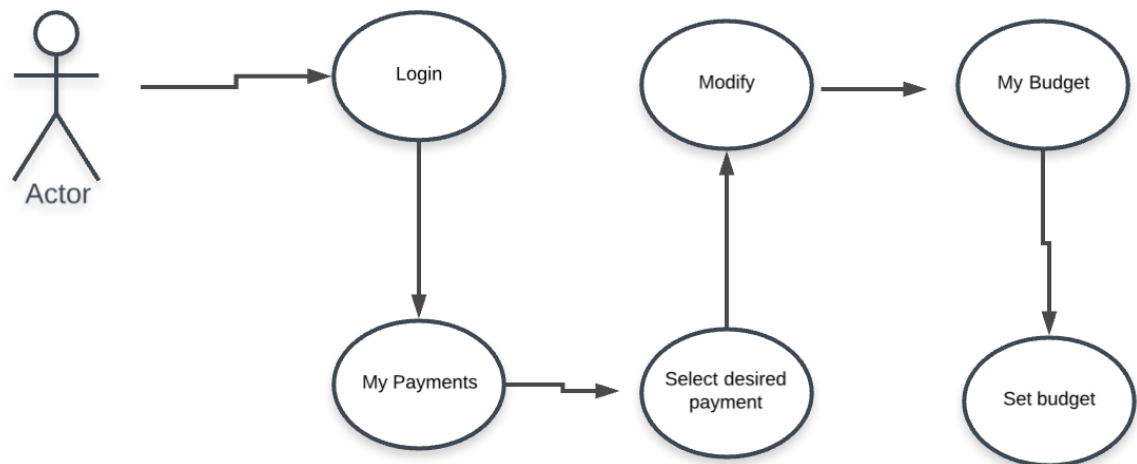 Actor
Login
My Payments
Select desired
payment
Modify
My Budget
Set budget